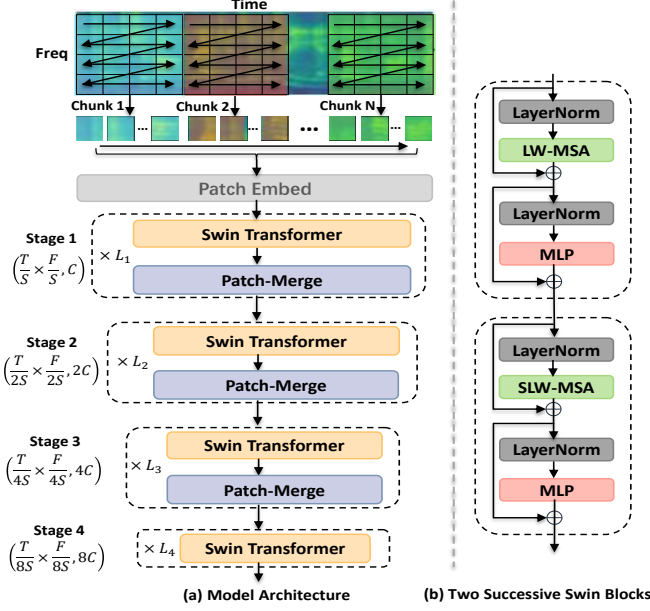 Time
Freq
Chunk 1
Chunk 2
Chunk N
...
...
...
...
Patch Embed
Stage 1
(T/S × F/S, C)
× L₁
Swin Transformer
Patch-Merge
Stage 2
(T/2S × F/2S, 2C)
× L₂
Swin Transformer
Patch-Merge
Stage 3
(T/4S × F/4S, 4C)
× L₃
Swin Transformer
Patch-Merge
Stage 4
(T/8S × F/8S, 8C)
× L₄
Swin Transformer
(a) Model Architecture
LayerNorm
LW-MSA
LayerNorm
MLP
LayerNorm
SLW-MSA
LayerNorm
MLP
(b) Two Successive Swin Blocks